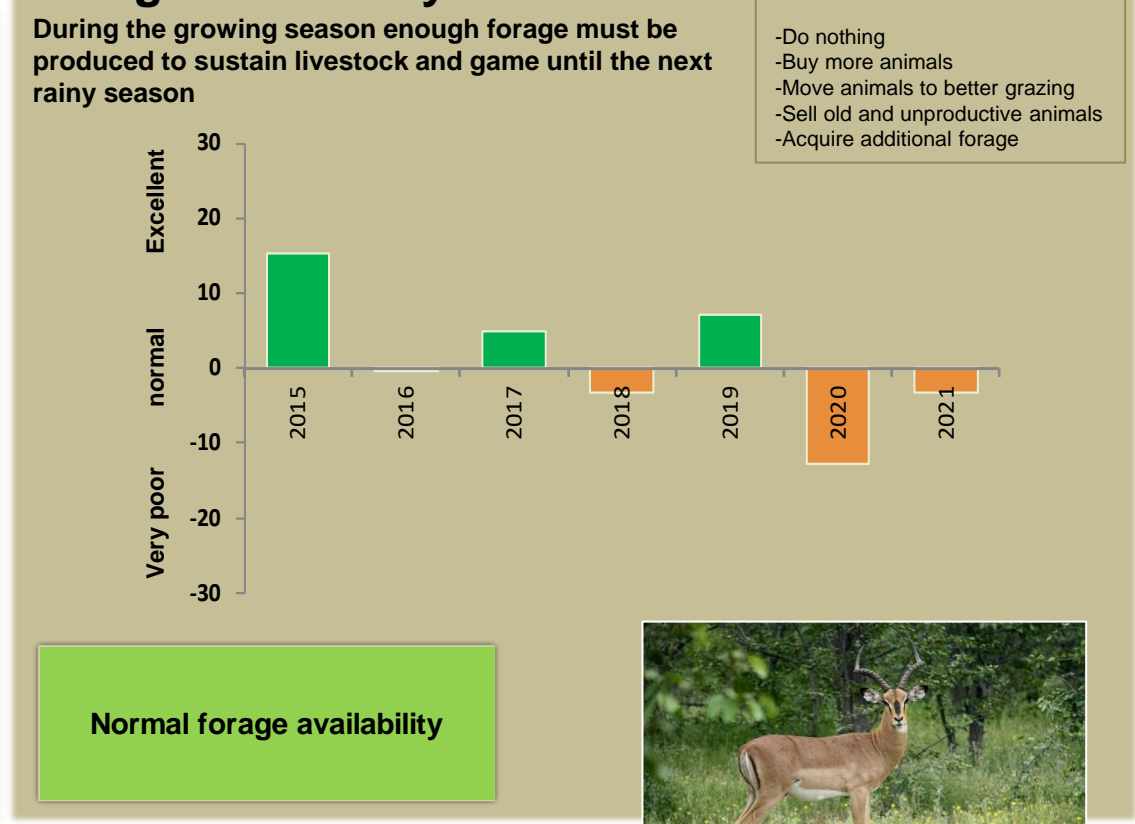 During the growing season enough forage must be
produced to sustain livestock and game until the next
rainy season
-Do nothing
-Buy more animals
-Move animals to better grazing
-Sell old and unproductive animals
-Acquire additional forage
Excellent
normal
Very poor
30
20
10
0
-10
-20
-30
2015
2016
2017
2018
2019
2020
2021
Normal forage availability